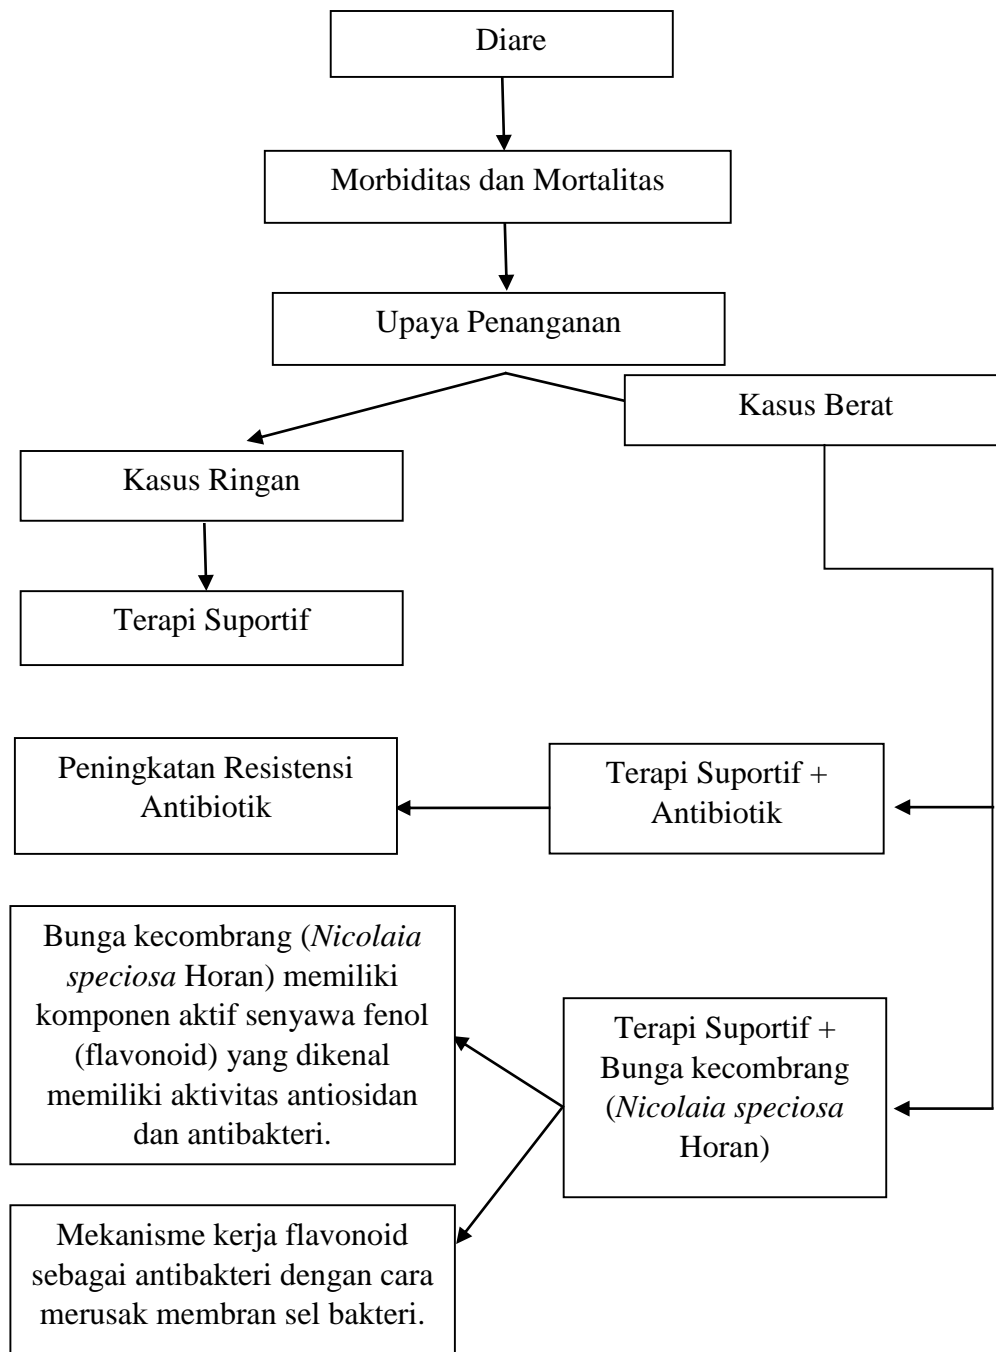 Diare
Morbiditas dan Mortalitas
Upaya Penanganan
Kasus Berat
Kasus Ringan
Terapi Suportif
Peningkatan Resistensi
Antibiotik
Terapi Suportif +
Antibiotik
Bunga kecombrang (Nicolaia
speciosa Horan) memiliki
komponen aktif senyawa fenol
(flavonoid) yang dikenal
memiliki aktivitas antiosidan
dan antibakteri.
Terapi Suportif +
Bunga kecombrang
(Nicolaia speciosa
Horan)
Mekanisme kerja flavonoid
sebagai antibakteri dengan cara
merusak membran sel bakteri.